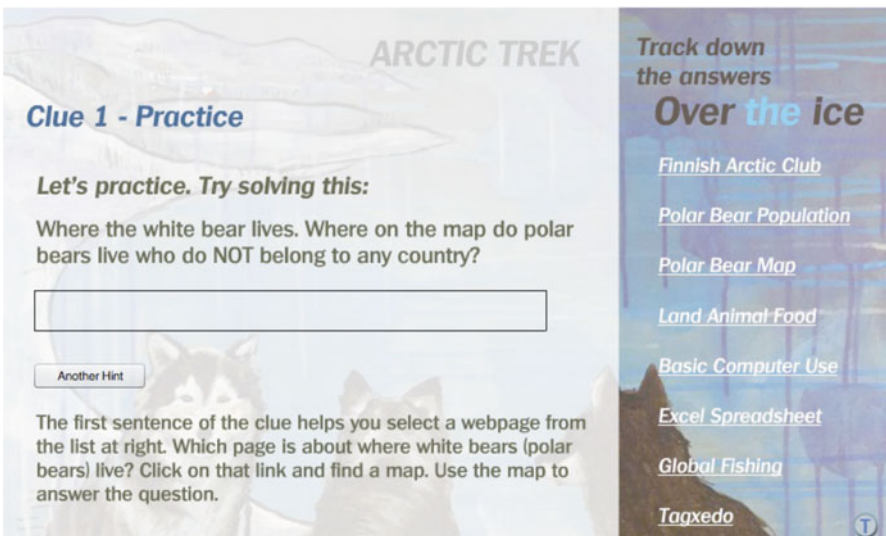 ARCTIC TREK
Clue 1 - Practice
Let's practice. Try solving this:
Where the white bear lives. Where on the map do polar
bears live who do NOT belong to any country?
Another Hint
The first sentence of the clue helps you select a webpage from
the list at right. Which page is about where white bears (polar
bears) live? Click on that link and find a map. Use the map to
answer the question.
Track down
the answers
Over the ice
Finnish Arctic Club
Polar Bear Population
Polar Bear Map
Land Animal Food
Basic Computer Use
Excel Spreadsheet
Global Fishing
Tagxedo
T